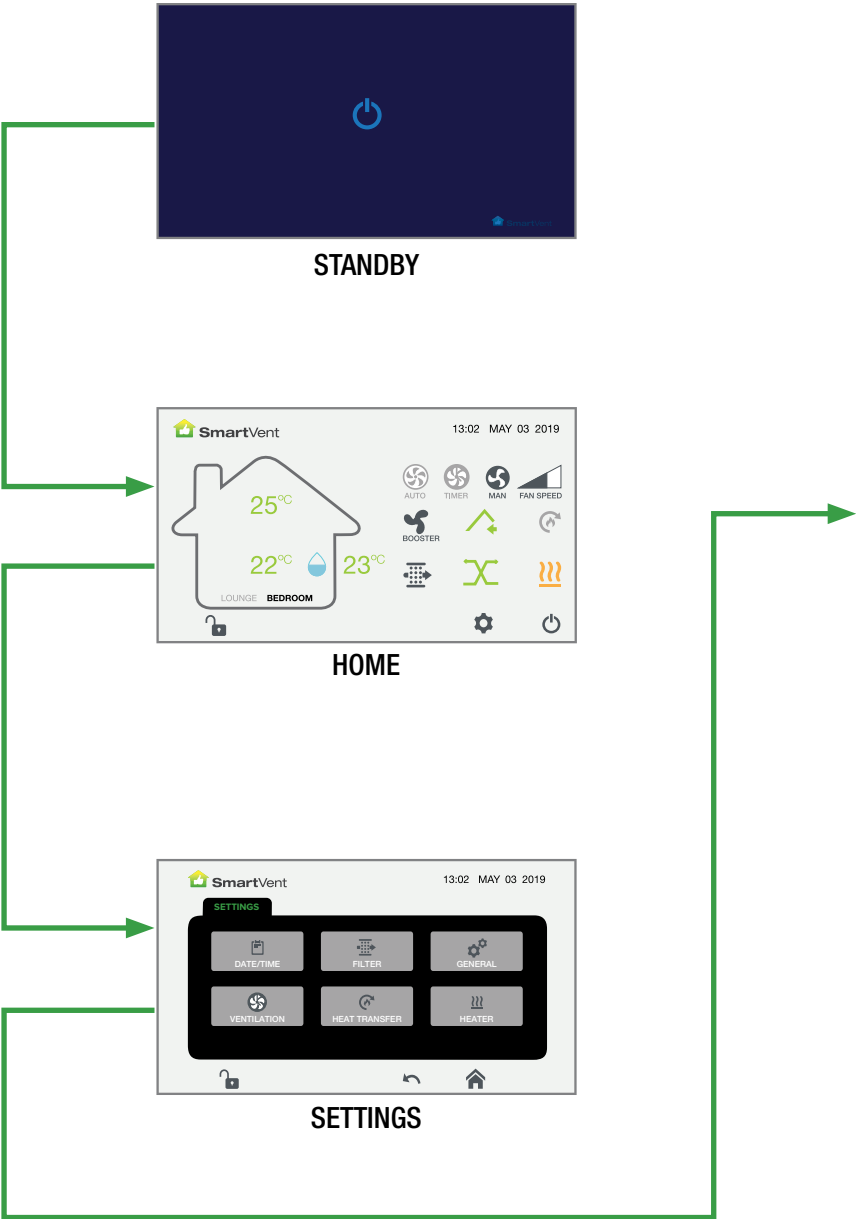 SmartVent
STANDBY
SmartVent
13:02 MAY 03 2019
25°C
AUTO TIMER MAN FAN SPEED
BOOSTER
22°C 23°C
LOUNGE BEDROOM
HOME
SmartVent
13:02 MAY 03 2019
SETTINGS
DATE/TIME FILTER GENERAL
VENTILATION HEAT TRANSFER HEATER
SETTINGS